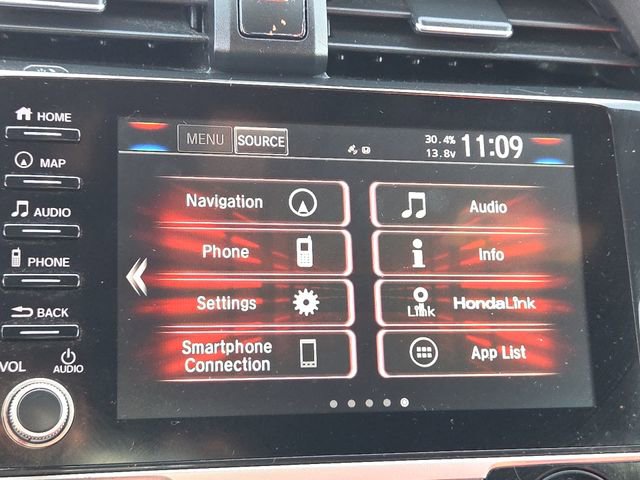 HOME
MAP
AUDIO
PHONE
BACK
VOL AUDIO
MENU SOURCE
30.4%
13.8v
11:09
Navigation
Audio
Phone
Info
Settings
Link HondaLink
Smartphone
Connection
App List